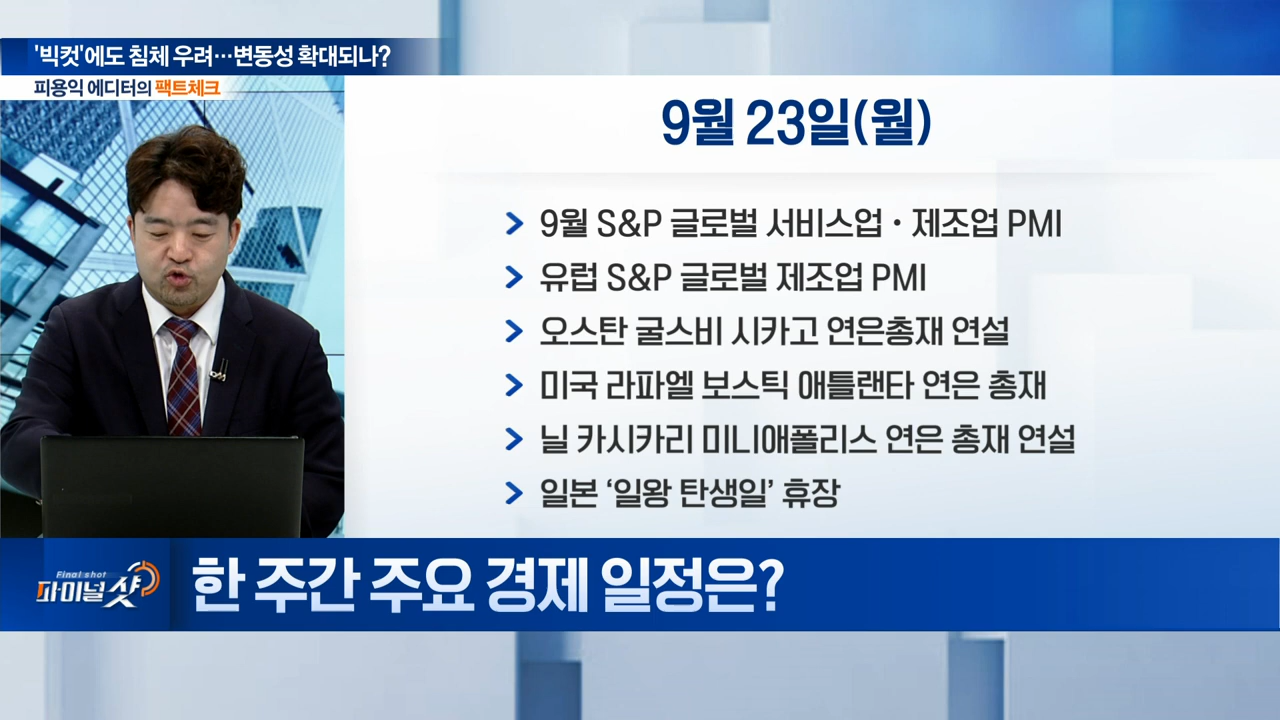 '빅컷'에도 침체 우려…변동성 확대되나?
피용익 에디터의 팩트체크
9월 23일(월)
> 9월 S&P 글로벌 서비스업·제조업 PMI
> 유럽 S&P 글로벌 제조업 PMI
> 오스탄 굴스비 시카고 연은총재 연설
> 미국 라파엘 보스틱 애틀랜타 연은 총재
> 닐 카시카리 미니애폴리스 연은 총재 연설
> 일본 ‘일왕 탄생일’ 휴장
Final shot
파이널샷
한 주간 주요 경제 일정은?